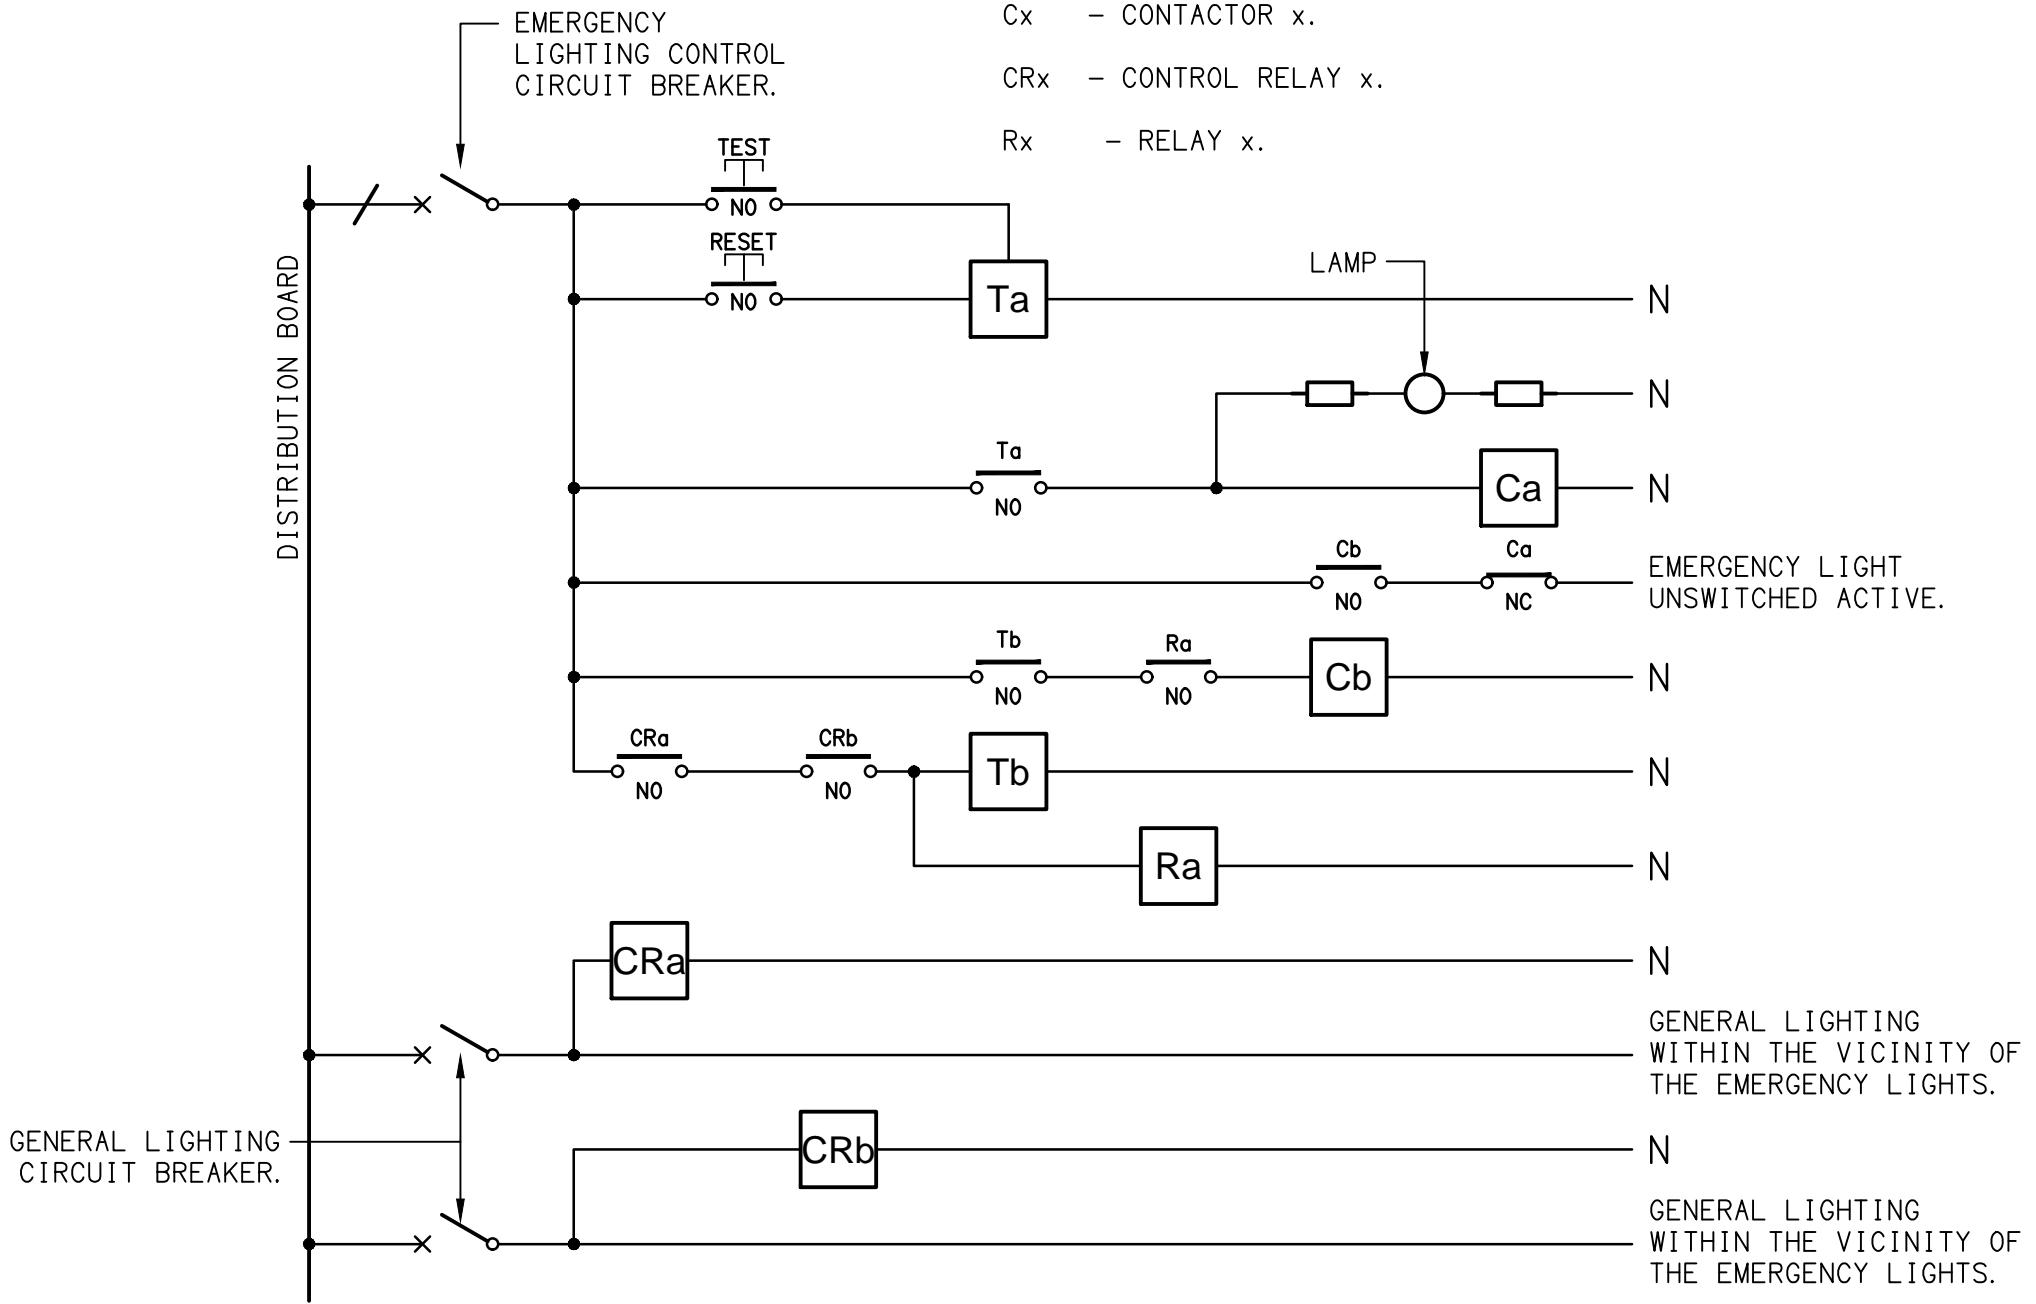 EMERGENCY
LIGHTING CONTROL
CIRCUIT BREAKER.
Cx - CONTACTOR x.
CRx - CONTROL RELAY x.
Rx - RELAY x.
TEST
NO
RESET
NO
Ta
N
LAMP
N
DISTRIBUTION BOARD
Ta
NO
Ca
N
Cb
NO
Ca
NC
EMERGENCY LIGHT
UNSWITCHED ACTIVE.
Tb
NO
Ra
NO
Cb
N
CRa
NO
CRb
NO
Tb
N
Ra
N
CRa
N
GENERAL LIGHTING
WITHIN THE VICINITY OF
THE EMERGENCY LIGHTS.
GENERAL LIGHTING
CIRCUIT BREAKER.
CRb
N
GENERAL LIGHTING
WITHIN THE VICINITY OF
THE EMERGENCY LIGHTS.